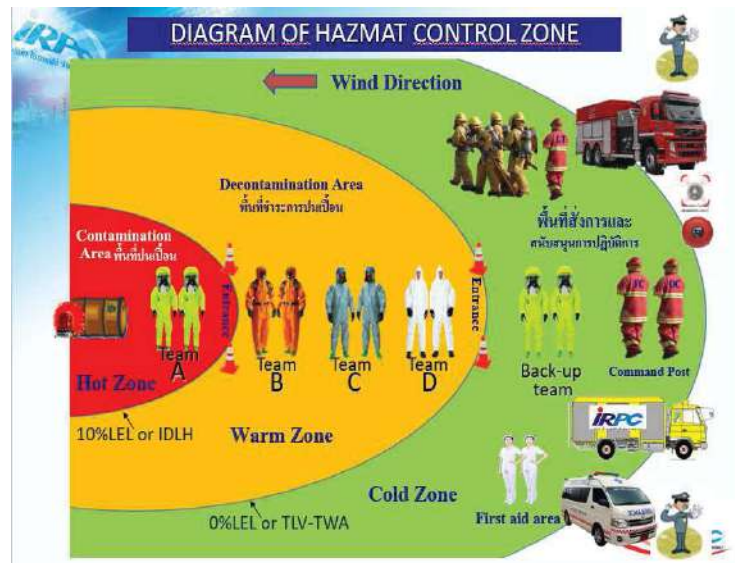 DIAGRAM OF HAZMAT CONTROL ZONE
iRPC
Wind Direction
Decontamination Area
พื้นที่ชำระการปนเปื้อน
พื้นที่สั่งการและ
สนับสนุนการปฏิบัติการ
Contamination
Area พื้นที่ปนเปื้อน
Entrance
Entrance
FC
OC
Team
A
Team
B
Team
C
Team
D
Back-up
team
Command Post
Hot Zone
10%LEL or IDLH
Warm Zone
iRPC
Cold Zone
First aid area
0%LEL or TLV-TWA